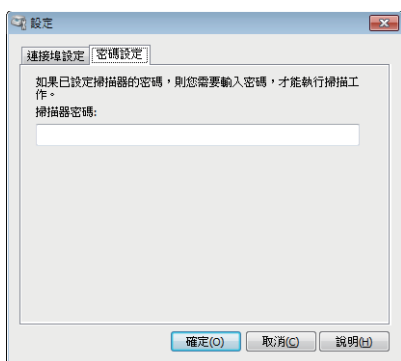 設定
連接埠設定 密碼設定
如果已設定掃描器的密碼，則您需要輸入密碼，才能執行掃描工
作。
掃描器密碼:
確定(O) 取消(C) 說明(H)